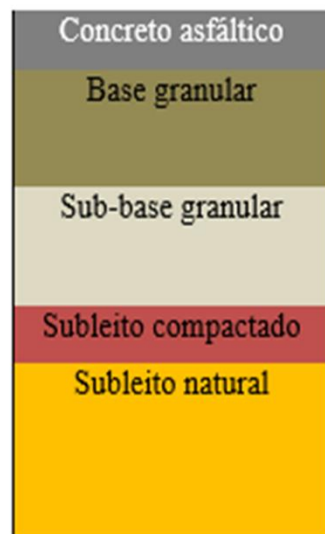 Concreto asfáltico
Base granular
Sub-base granular
Subleito compactado
Subleito natural